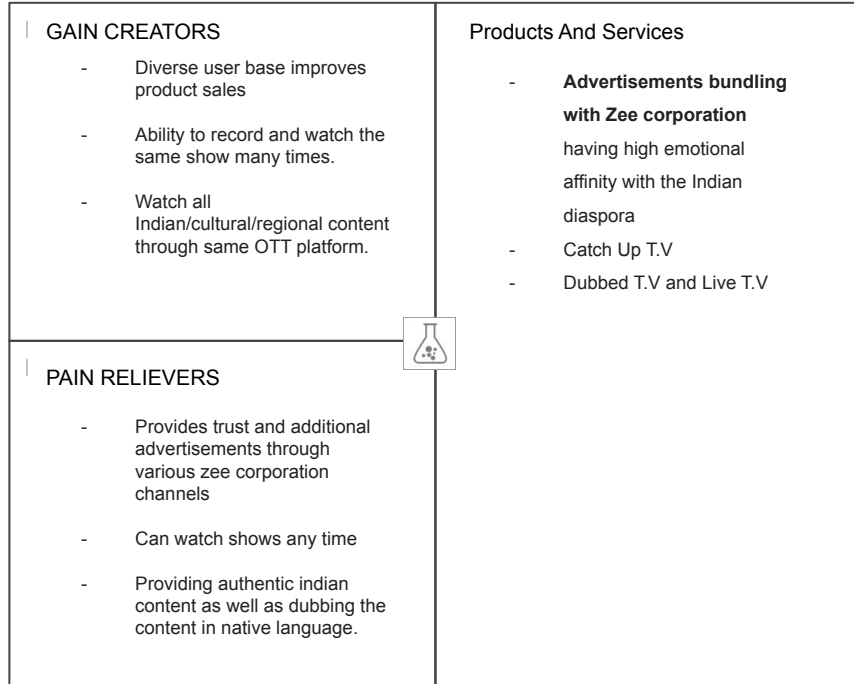 GAIN CREATORS
- Diverse user base improves
product sales
- Ability to record and watch the
same show many times.
- Watch all
Indian/cultural/regional content
through same OTT platform.
PAIN RELIEVERS
- Provides trust and additional
advertisements through
various zee corporation
channels
- Can watch shows any time
- Providing authentic indian
content as well as dubbing the
content in native language.
Products And Services
- Advertisements bundling
with Zee corporation
having high emotional
affinity with the Indian
diaspora
- Catch Up T.V
- Dubbed T.V and Live T.V